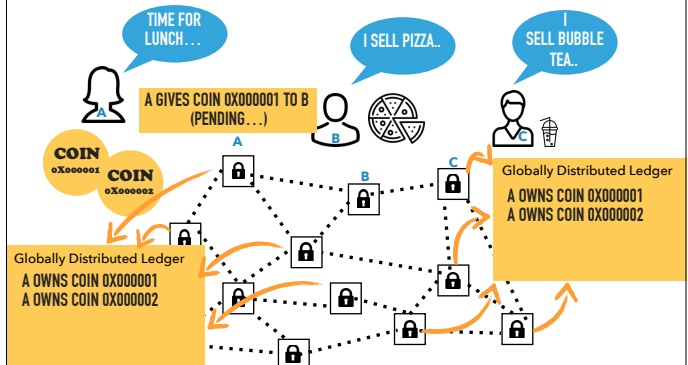 TIME FOR
LUNCH...
I SELL PIZZA..
I
SELL BUBBLE
TEA..
A
A GIVES COIN 0X000001 TO B
(PENDING...)
B
C
COIN
0X000001
COIN
0X000002
A
B
C
Globally Distributed Ledger
A OWNS COIN 0X000001
A OWNS COIN 0X000002
Globally Distributed Ledger
A OWNS COIN 0X000001
A OWNS COIN 0X000002